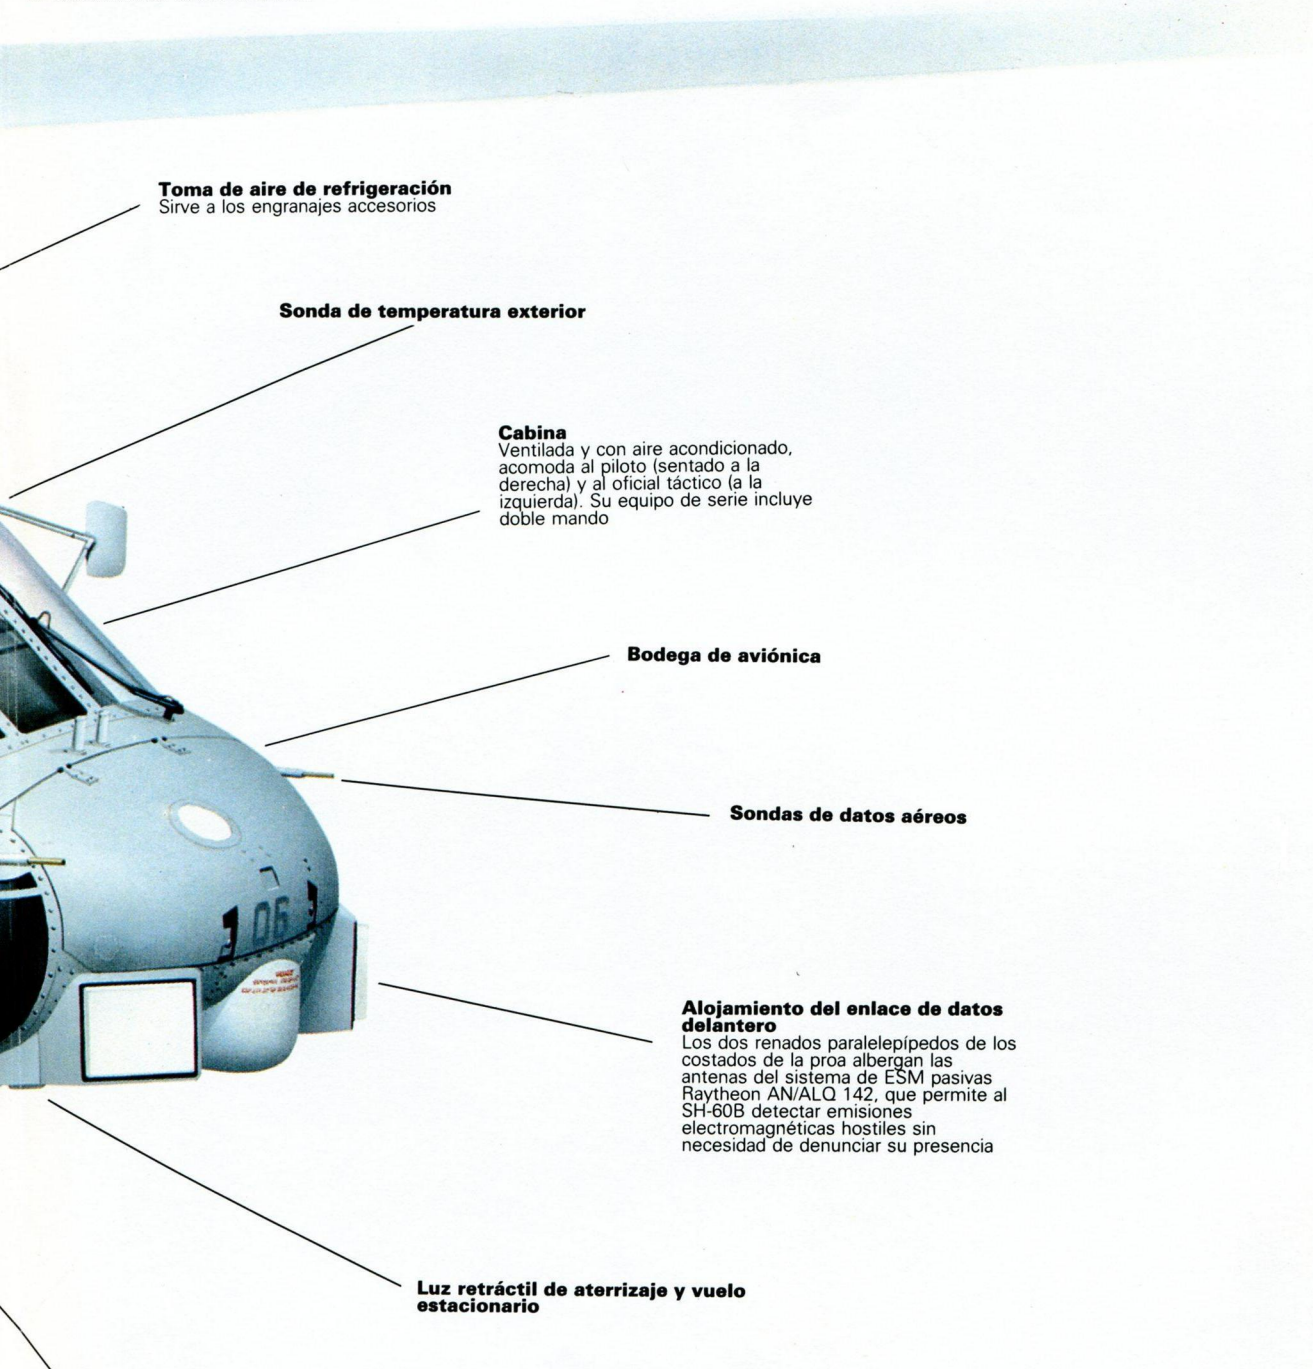 Toma de aire de refrigeración
Sirve a los engranajes accesorios
Sonda de temperatura exterior
Cabina
Ventilada y con aire acondicionado,
acomoda al piloto (sentado a la
derecha) y al oficial táctico (a la
izquierda). Su equipo de serie incluye
doble mando
Bodega de aviónica
Sondas de datos aéreos
06
Alojamiento del enlace de datos
delantero
Los dos renados paralelepípedos de los
costados de la proa albergan las
antenas del sistema de ESM pasivas
Raytheon AN/ALQ 142, que permite al
SH-60B detectar emisiones
electromagnéticas hostiles sin
necesidad de denunciar su presencia
Luz retráctil de aterrizaje y vuelo
estacionario